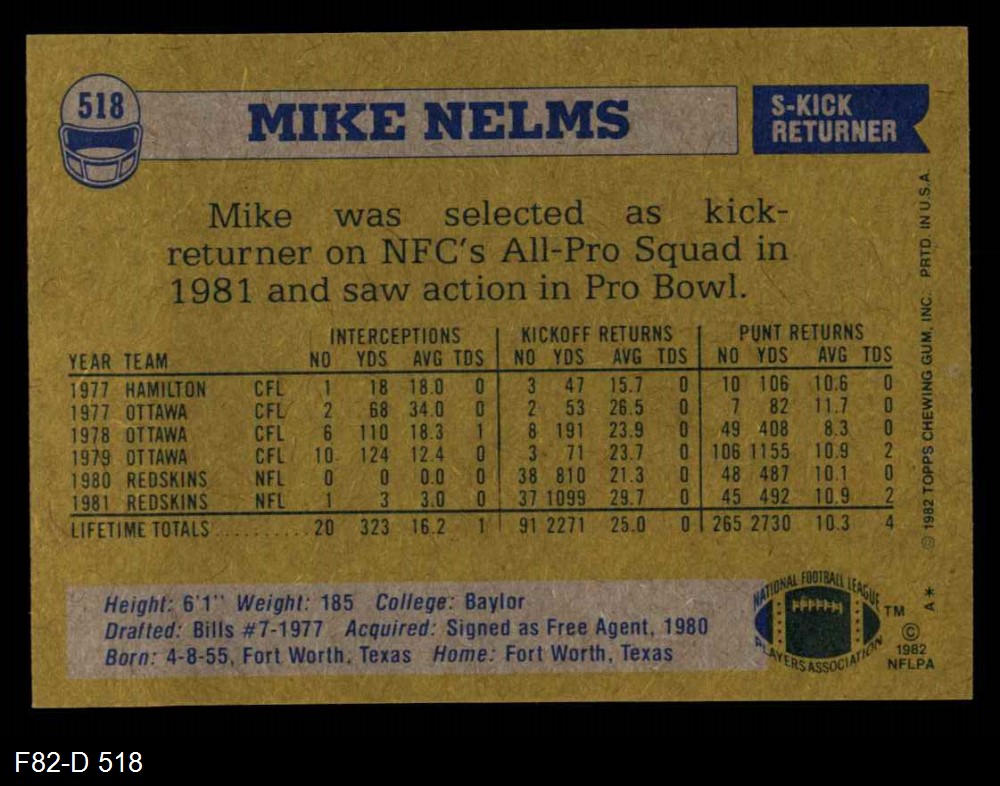 518
MIKE NELMS
S-KICK
RETURNER
Mike was selected as kick-
returner on NFC's All-Pro Squad in
1981 and saw action in Pro Bowl.
INTERCEPTIONS KICKOFF RETURNS PUNT RETURNS
YEAR TEAM NO YDS AVG TDS NO YDS AVG TDS NO YDS AVG TDS
1977 HAMILTON CFL 1 18 18.0 0 3 47 15.7 0 10 106 10.6 0
1977 OTTAWA CFL 2 68 34.0 0 2 53 26.5 0 7 82 11.7 0
1978 OTTAWA CFL 6 110 18.3 1 8 191 23.9 0 49 408 8.3 0
1979 OTTAWA CFL 10 124 12.4 0 3 71 23.7 0 106 1155 10.9 2
1980 REDSKINS NFL 0 0 0.0 0 38 810 21.3 0 48 487 10.1 0
1981 REDSKINS NFL 1 3 3.0 0 37 1099 29.7 0 45 492 10.9 2
LIFETIME TOTALS .......... 20 323 16.2 1 91 2271 25.0 0 265 2730 10.3 4
© 1982 TOPPS CHEWING GUM, INC. PRTD. IN U.S.A.
Height: 6'1" Weight: 185 College: Baylor
Drafted: Bills #7-1977 Acquired: Signed as Free Agent, 1980
Born: 4-8-55, Fort Worth, Texas Home: Fort Worth, Texas
NATIONAL FOOTBALL LEAGUE
PLAYERS ASSOCIATION
TM
A *
©
1982
NFLPA
F82-D 518